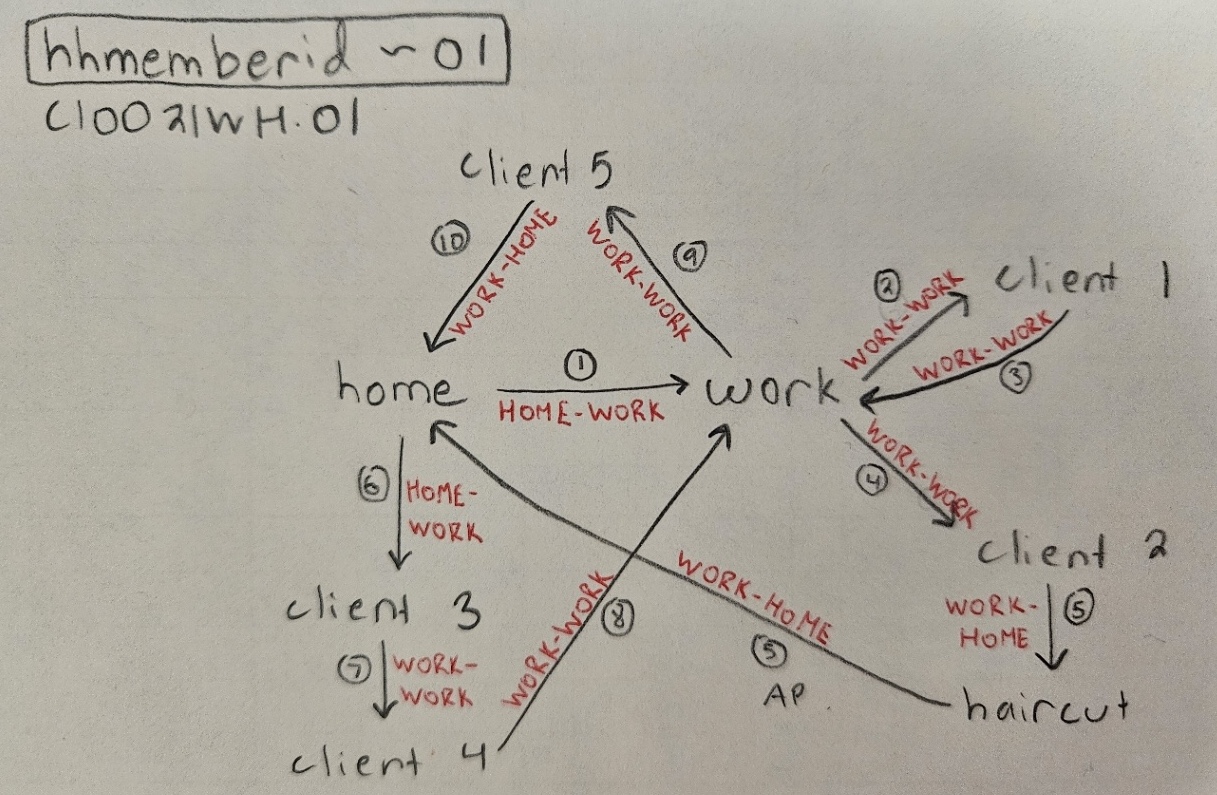 hhmemberid ~ 01
C10021WH.01
client 5
10
WORK-HOME
WORK-WORK
9
2
WORK-WORK
client 1
WORK-WORK
3
home
1
HOME-WORK
work
6
HOME-
WORK
4
WORK-WORK
client 2
WORK-
HOME
5
client 3
7
WORK-
WORK
WORK-WORK
8
WORK-HOME
5
AP
haircut
client 4